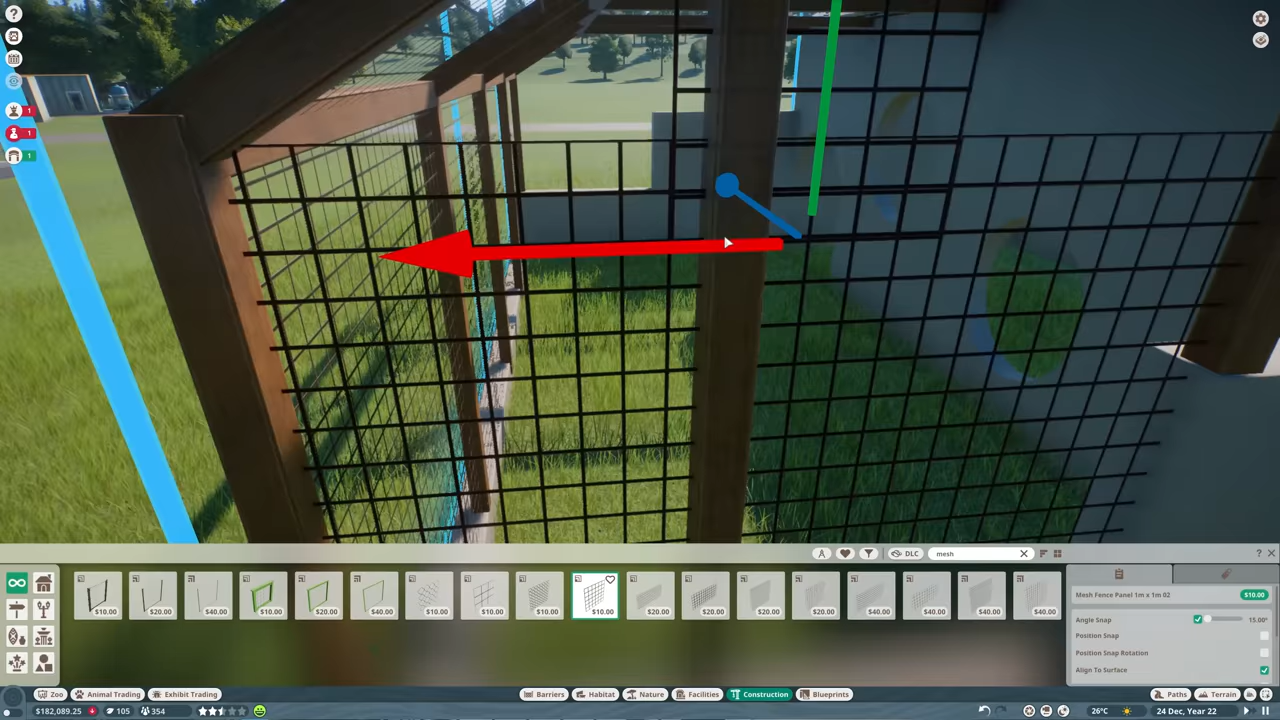 ?
1
1
1
DLC
mesh
?
$10.00
$20.00
$40.00
$10.00
$20.00
$40.00
$10.00
$10.00
$10.00
$10.00
$20.00
$20.00
$20.00
$20.00
$40.00
$40.00
$40.00
$40.00
Mesh Fence Panel 1m x 1m 02
$10.00
Angle Snap
15.00°
Position Snap
Position Snap Rotation
Align To Surface
Zoo
Animal Trading
Exhibit Trading
Barriers
Habitat
Nature
Facilities
Construction
Blueprints
Paths
Terrain
$182,089.25
105
354
26°C
24 Dec, Year 22